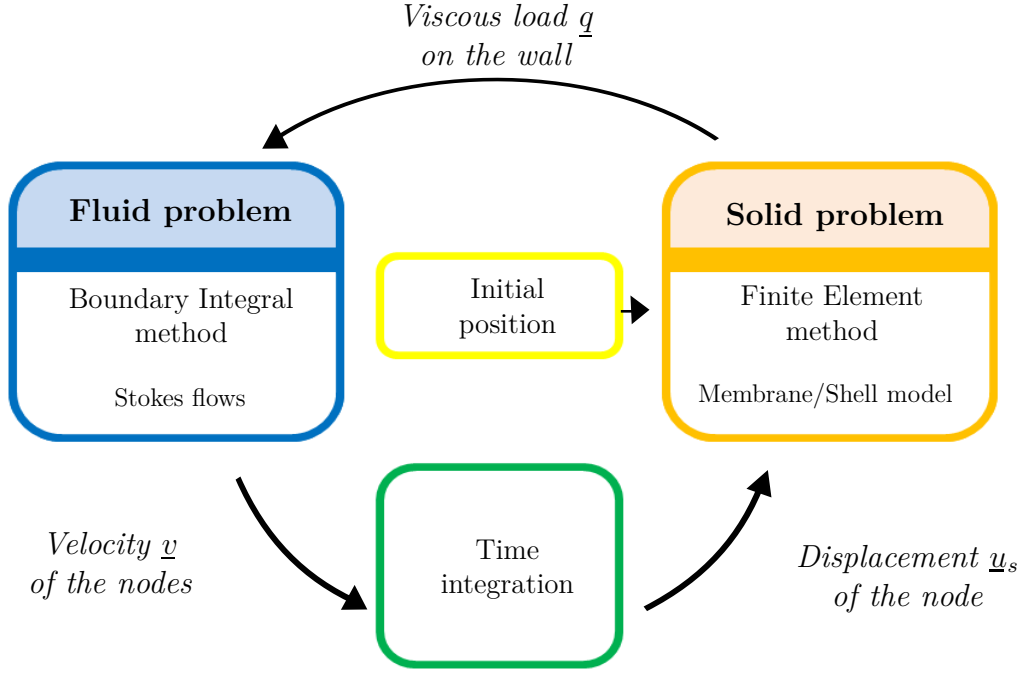 Viscous load q
on the wall
Fluid problem
Boundary Integral
method
Stokes flows
Initial
position
Solid problem
Finite Element
method
Membrane/Shell model
Velocity v
of the nodes
Time
integration
Displacement uₛ
of the node